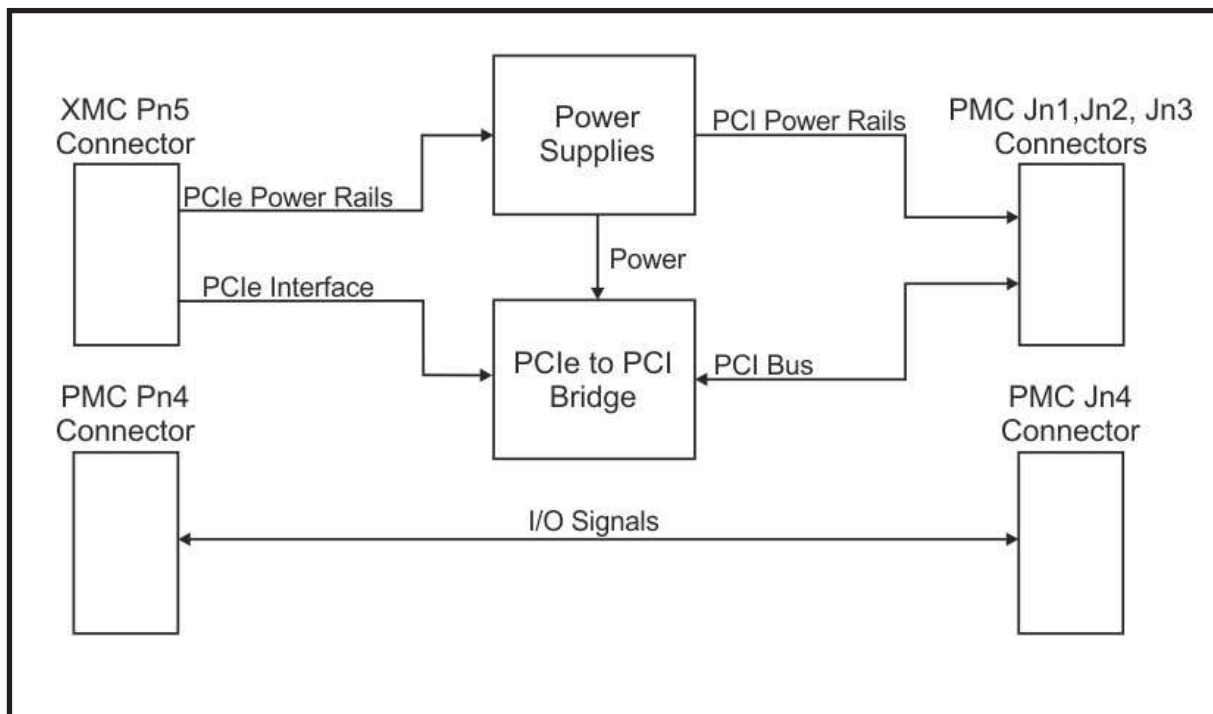 XMC Pn5
Connector
Power
Supplies
PCI Power Rails
PMC Jn1,Jn2, Jn3
Connectors
PCIe Power Rails
Power
PCIe Interface
PCIe to PCI
Bridge
PCI Bus
PMC Pn4
Connector
PMC Jn4
Connector
I/O Signals